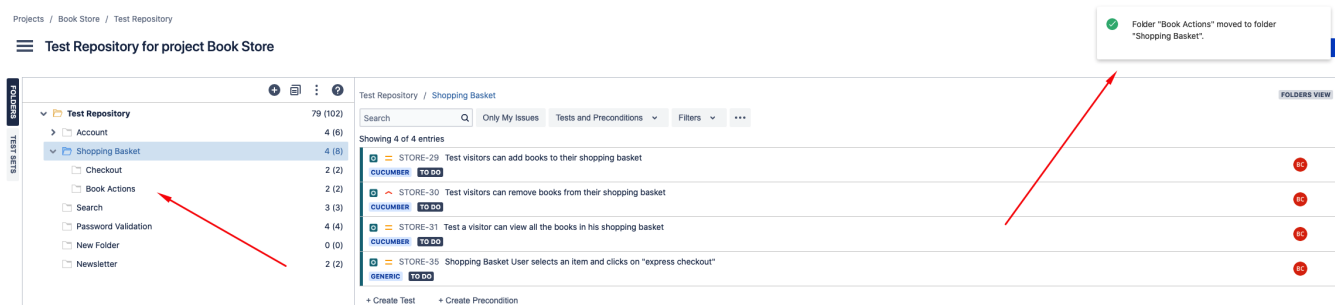 Projects / Book Store / Test Repository
Test Repository for project Book Store
Folder "Book Actions" moved to folder
"Shopping Basket".
FOLDERS
TEST SETS
Test Repository 79 (102)
Account 4 (6)
Shopping Basket 4 (8)
Checkout 2 (2)
Book Actions 2 (2)
Search 3 (3)
Password Validation 4 (4)
New Folder 0 (0)
Newsletter 2 (2)
Test Repository / Shopping Basket
FOLDERS VIEW
Search Only My Issues Tests and Preconditions Filters
Showing 4 of 4 entries
STORE-29 Test visitors can add books to their shopping basket
CUCUMBER TO DO
BC
STORE-30 Test visitors can remove books from their shopping basket
CUCUMBER TO DO
BC
STORE-31 Test a visitor can view all the books in his shopping basket
CUCUMBER TO DO
BC
STORE-35 Shopping Basket User selects an item and clicks on "express checkout"
GENERIC TO DO
BC
+ Create Test + Create Precondition